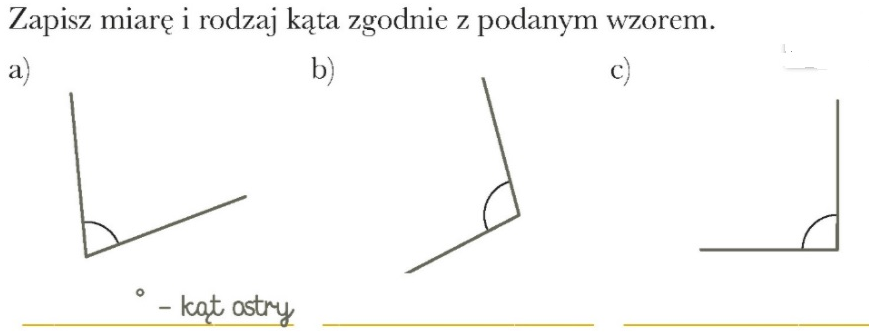 Zapisz miarę i rodzaj kąta zgodnie z podanym wzorem.
a) b) c)
° – kąt ostry